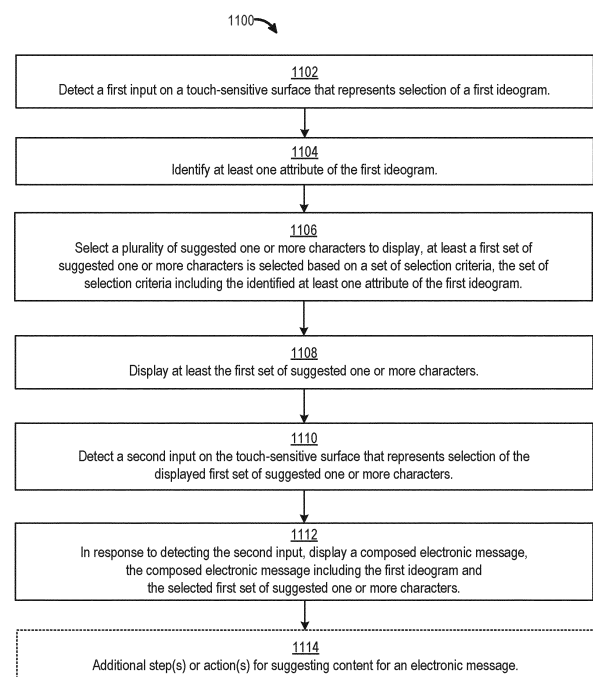 1100
1102
Detect a first input on a touch-sensitive surface that represents selection of a first ideogram.
1104
Identify at least one attribute of the first ideogram.
1106
Select a plurality of suggested one or more characters to display, at least a first set of
suggested one or more characters is selected based on a set of selection criteria, the set of
selection criteria including the identified at least one attribute of the first ideogram.
1108
Display at least the first set of suggested one or more characters.
1110
Detect a second input on the touch-sensitive surface that represents selection of the
displayed first set of suggested one or more characters.
1112
In response to detecting the second input, display a composed electronic message,
the composed electronic message including the first ideogram and
the selected first set of suggested one or more characters.
1114
Additional step(s) or action(s) for suggesting content for an electronic message.